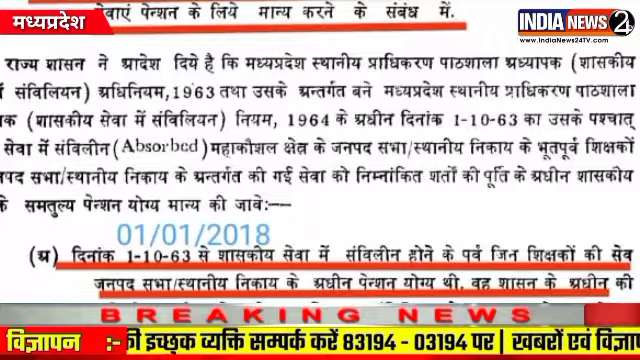 मध्यप्रदेश
INDIA NEWS 24
www.IndiaNews24TV.com
सेवाएं पेन्शन के लिये मान्य करने के संबंध में.
राज्य शासन ने आदेश दिये है कि मध्यप्रदेश स्थानीय प्राधिकरण पाठशाला अध्यापक (शासकीय
में संविलियन) अधिनियम, 1963 तथा उसके अन्तर्गत बने मध्यप्रदेश स्थानीय प्राधिकरण पाठशाला
पक (शासकीय सेवा में संविलियन) नियम, 1964 के अधीन दिनांक 1-10-63 का उसके पश्चात्
सेवा में संविलीन (Absorbed) महाकौशल क्षेत्र के जनपद सभा/स्थानीय निकाय के भूतपूर्व शिक्षकों
नपद सभा/स्थानीय निकाय के अन्तर्गत की गई सेवा को निम्नांकित शर्तों की पूर्ति के अधीन शासकीय
के समतुल्य पेन्शन योग्य मान्य की जावे:—
01/01/2018
(अ) दिनांक 1-10-63 से शासकीय सेवा में संविलीन होने के पूर्व जिन शिक्षकों की सेव
जनपद सभा/स्थानीय निकाय के अधीन पेंशन योग्य थी, वह शासन के अधीन की
BREAKING NEWS
विज्ञापन :- की इच्छुक व्यक्ति सम्पर्क करें 83194 - 03194 पर | खबरों एवं विज्ञा